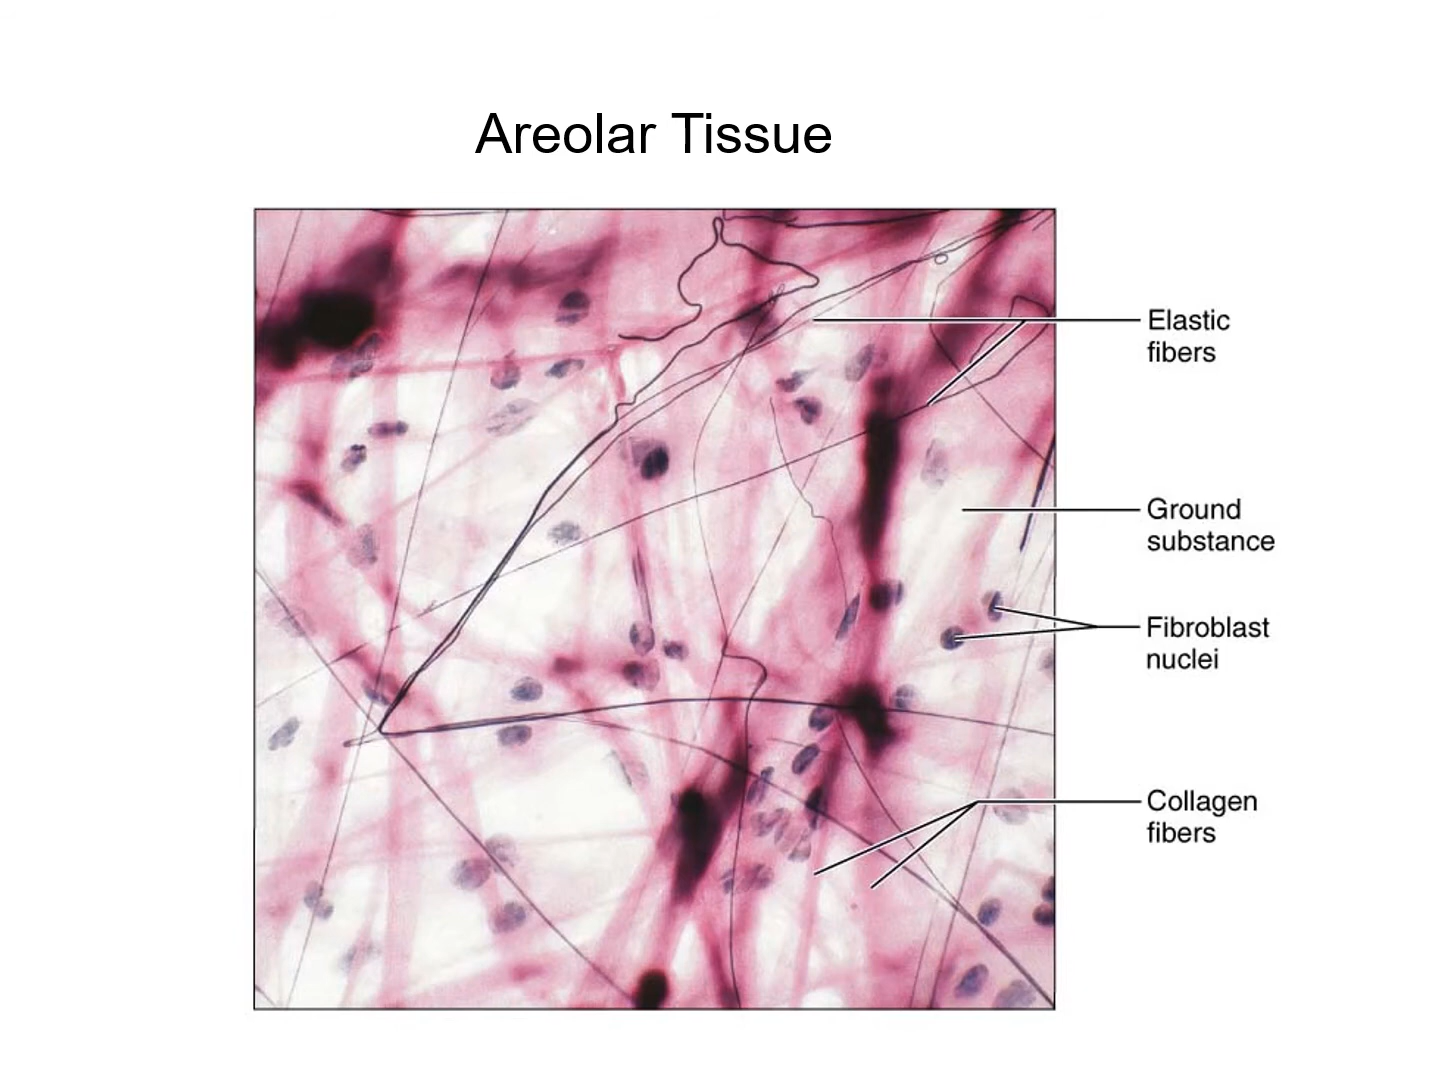 Areolar Tissue
Elastic
fibers
Ground
substance
Fibroblast
nuclei
Collagen
fibers